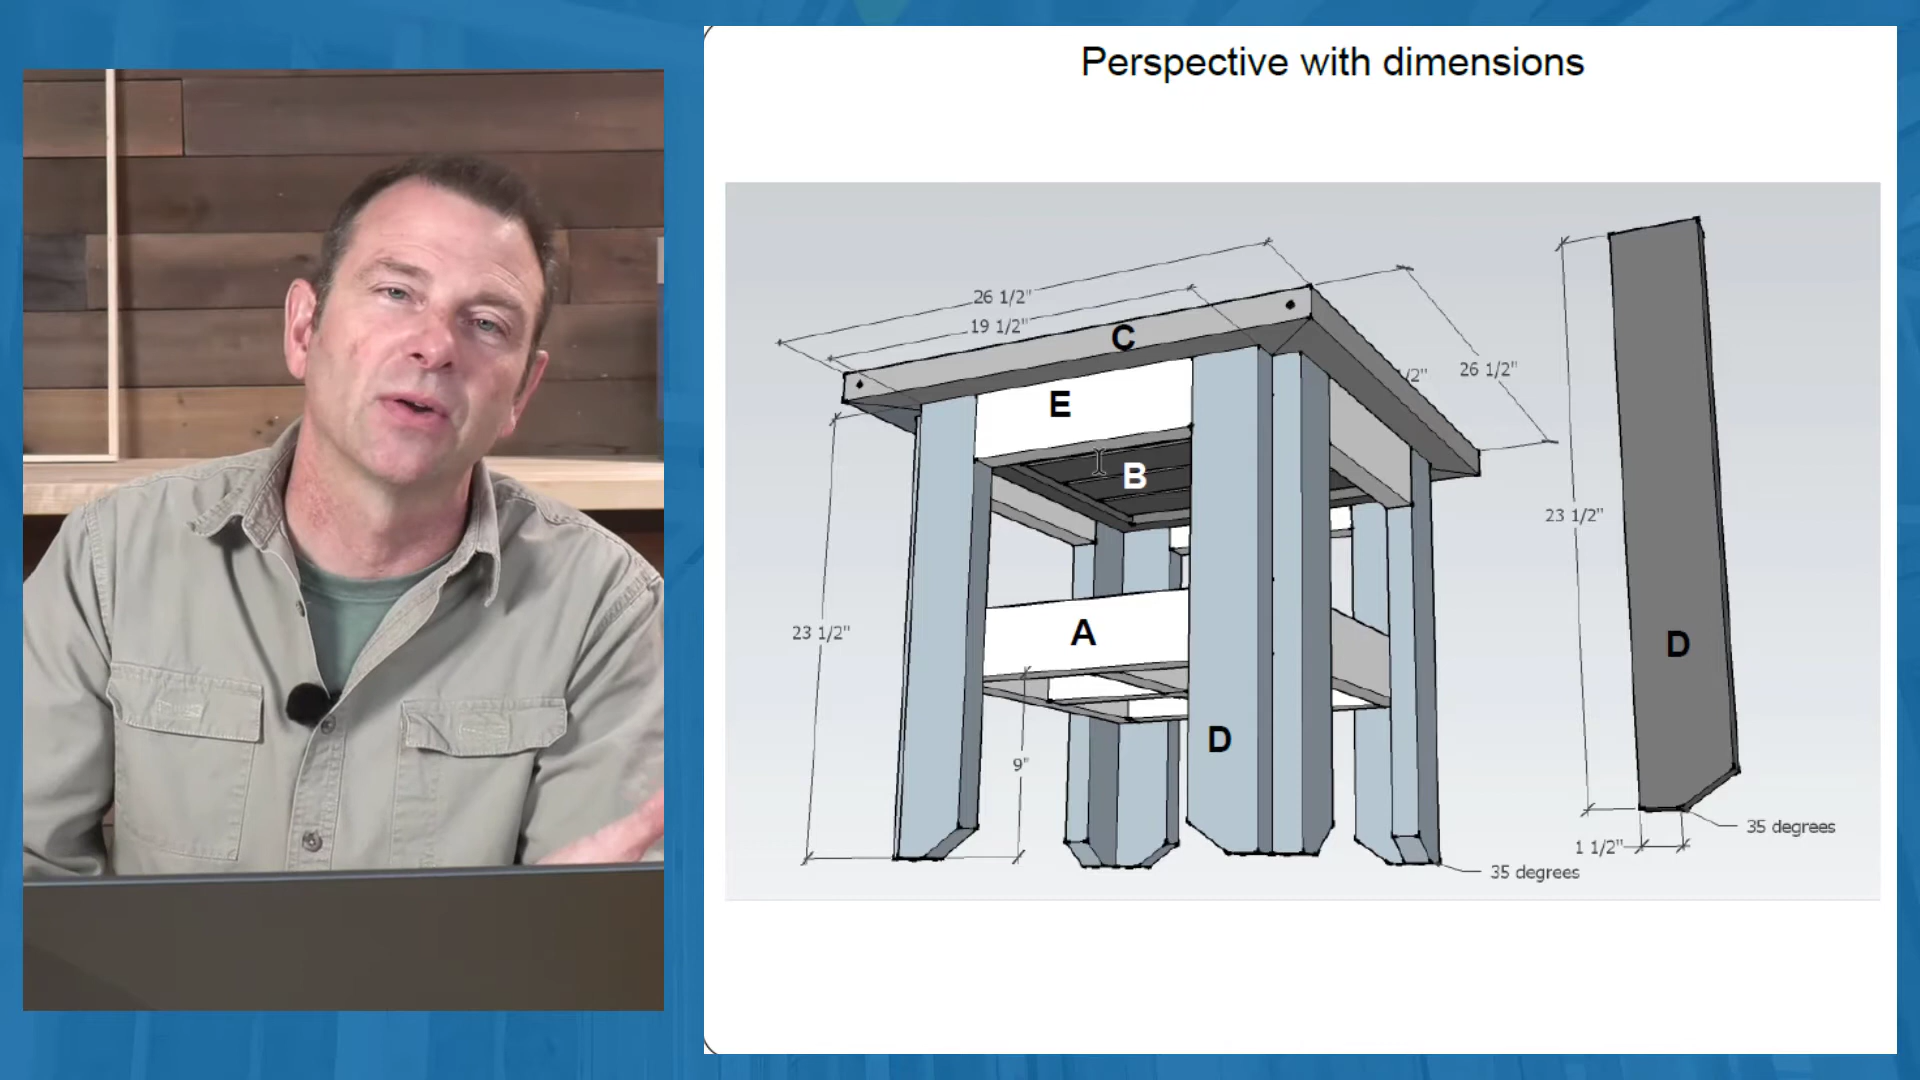 Perspective with dimensions
26 1/2"
19 1/2"
C
26 1/2"
/2"
E
B
23 1/2"
A
23 1/2"
D
D
9"
35 degrees
1 1/2"
35 degrees